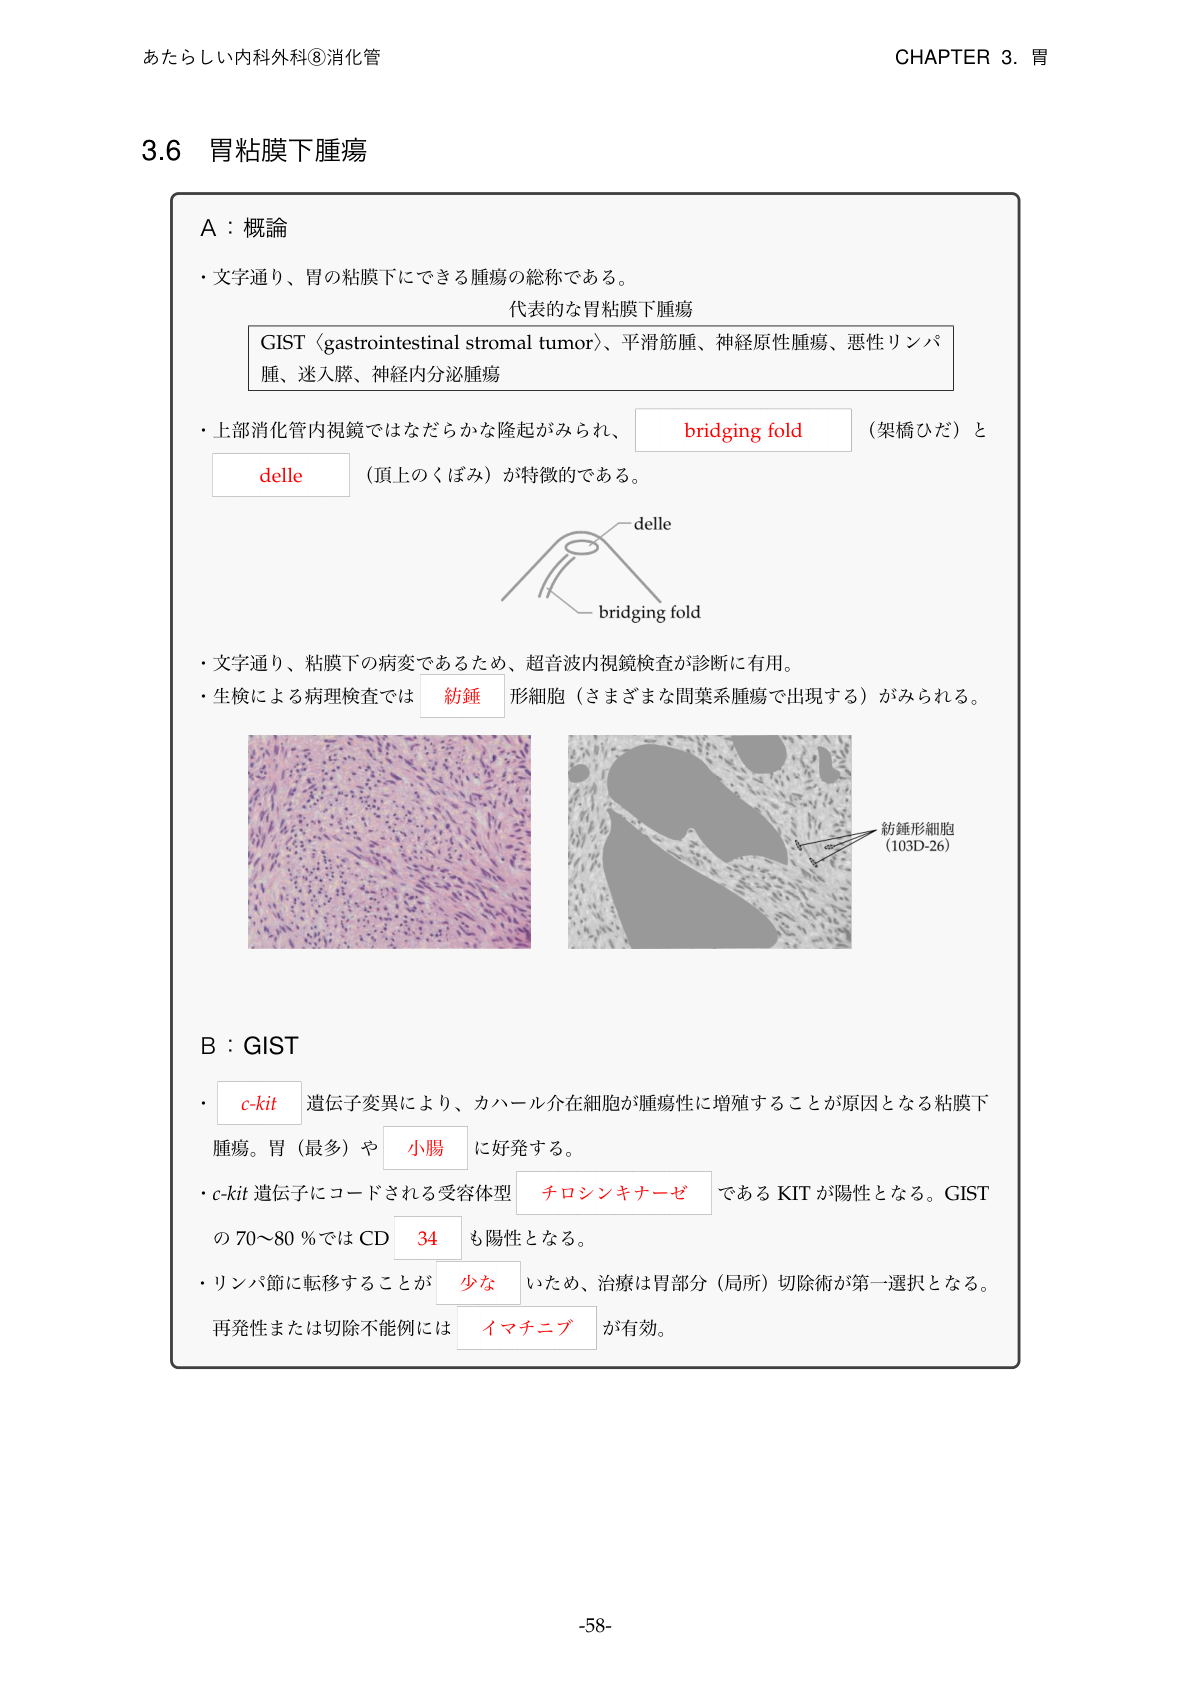 あたらしい内科外科⑧消化管
CHAPTER 3. 胃
3.6 胃粘膜下腫瘍
A：概論
・文字通り、胃の粘膜下にできる腫瘍の総称である。
代表的な胃粘膜下腫瘍
GIST〈gastrointestinal stromal tumor〉、平滑筋腫、神経原性腫瘍、悪性リンパ
腫、迷入膵、神経内分泌腫瘍
・上部消化管内視鏡ではなだらかな隆起がみられ、 bridging fold （架橋ひだ）と
delle （頂上のくぼみ）が特徴的である。
delle
bridging fold
・文字通り、粘膜下の病変であるため、超音波内視鏡検査が診断に有用。
・生検による病理検査では 紡錘 形細胞（さまざまな間葉系腫瘍で出現する）がみられる。
紡錘形細胞
（103D-26）
B：GIST
・ c-kit 遺伝子変異により、カハール介在細胞が腫瘍性に増殖することが原因となる粘膜下
腫瘍。胃（最多）や 小腸 に好発する。
・c-kit 遺伝子にコードされる受容体型 チロシンキナーゼ である KIT が陽性となる。GIST
の 70〜80 %では CD 34 も陽性となる。
・リンパ節に転移することが 少な いため、治療は胃部分（局所）切除術が第一選択となる。
再発性または切除不能例には イマチニブ が有効。
-58-